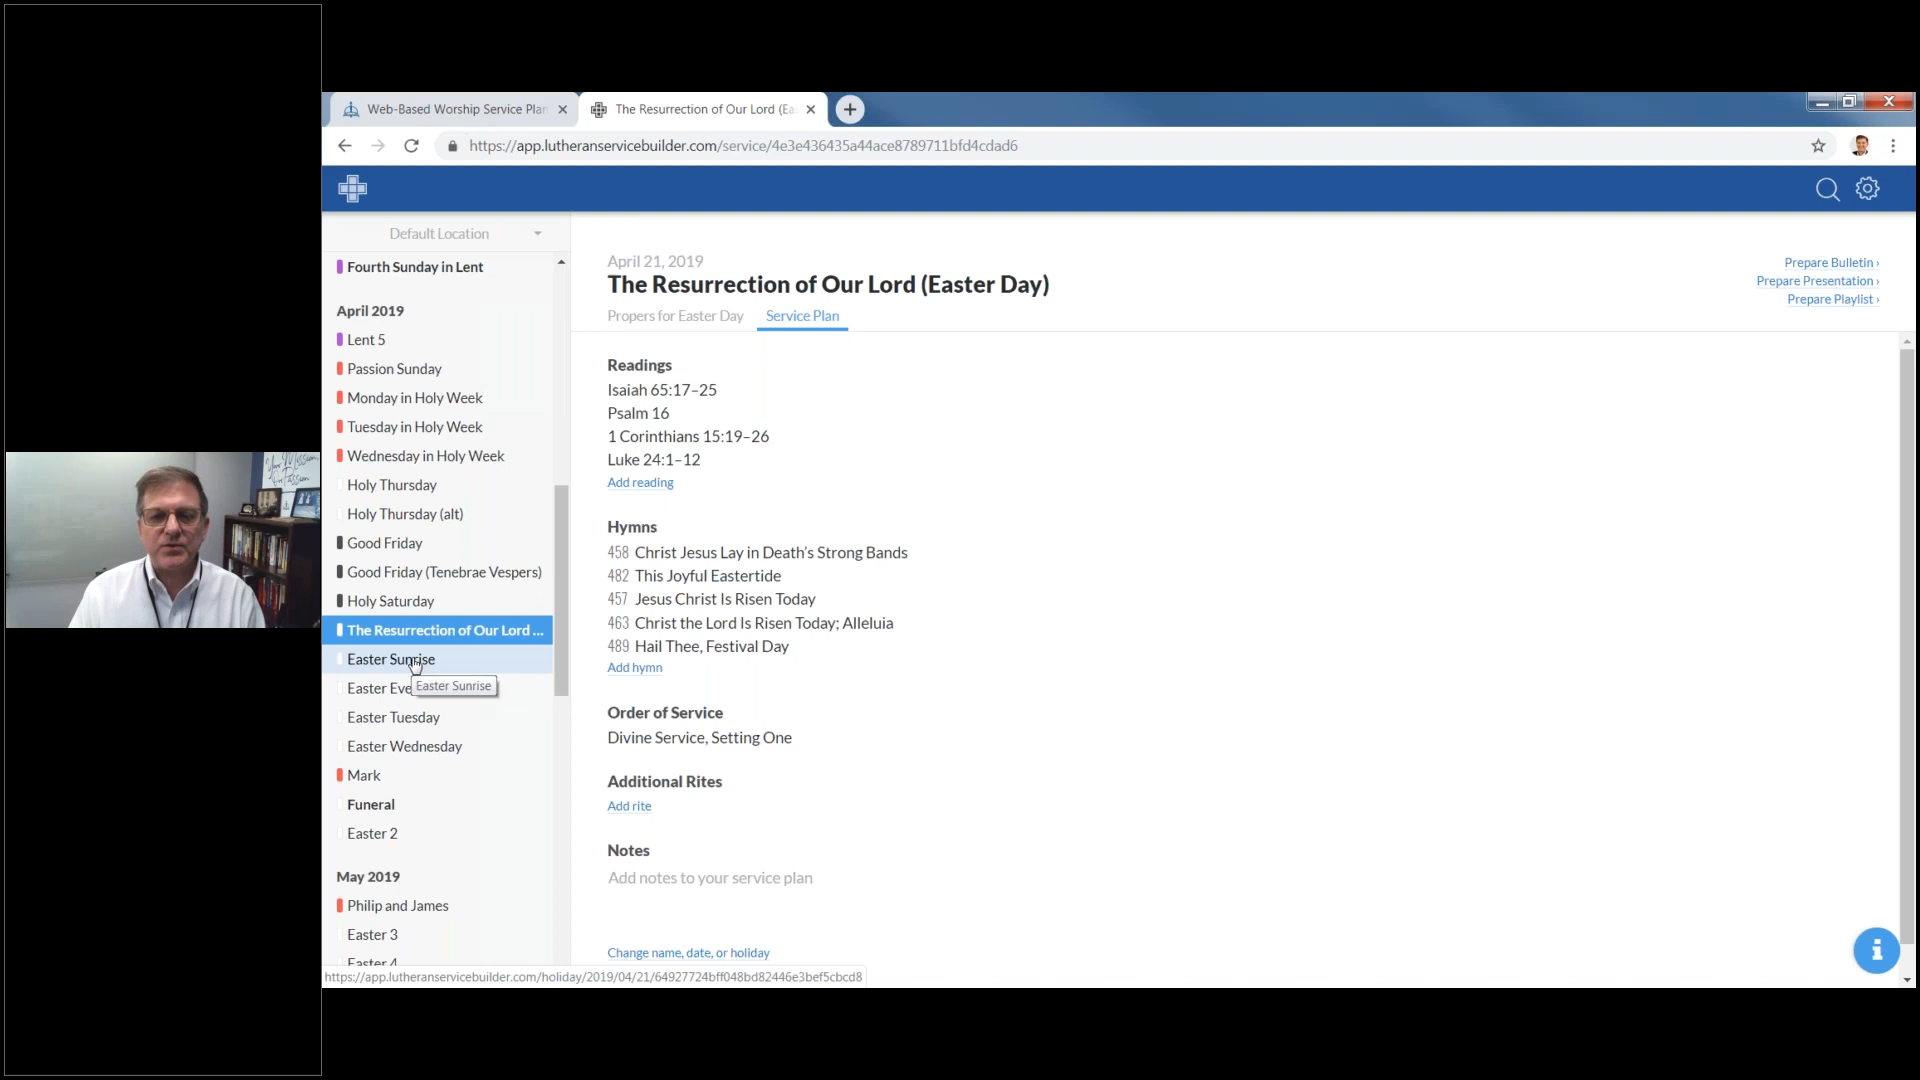 Web-Based Worship Service Plan
The Resurrection of Our Lord (Ea
https://app.lutheranservicebuilder.com/service/4e3e436435a44ace8789711bfd4cdad6
Default Location
Fourth Sunday in Lent
April 2019
Lent 5
Passion Sunday
Monday in Holy Week
Tuesday in Holy Week
Wednesday in Holy Week
Holy Thursday
Holy Thursday (alt)
Good Friday
Good Friday (Tenebrae Vespers)
Holy Saturday
The Resurrection of Our Lord ...
Easter Sunrise
Easter Eve
Easter Sunrise
Easter Tuesday
Easter Wednesday
Mark
Funeral
Easter 2
May 2019
Philip and James
Easter 3
Easter 4
April 21, 2019
The Resurrection of Our Lord (Easter Day)
Propers for Easter Day
Service Plan
Prepare Bulletin ›
Prepare Presentation ›
Prepare Playlist ›
Readings
Isaiah 65:17–25
Psalm 16
1 Corinthians 15:19–26
Luke 24:1–12
Add reading
Hymns
458 Christ Jesus Lay in Death’s Strong Bands
482 This Joyful Eastertide
457 Jesus Christ Is Risen Today
463 Christ the Lord Is Risen Today; Alleluia
489 Hail Thee, Festival Day
Add hymn
Order of Service
Divine Service, Setting One
Additional Rites
Add rite
Notes
Add notes to your service plan
Change name, date, or holiday
https://app.lutheranservicebuilder.com/holiday/2019/04/21/64927724bff048bd82446e3bef5cbcd8
Your Mission
Our Passion